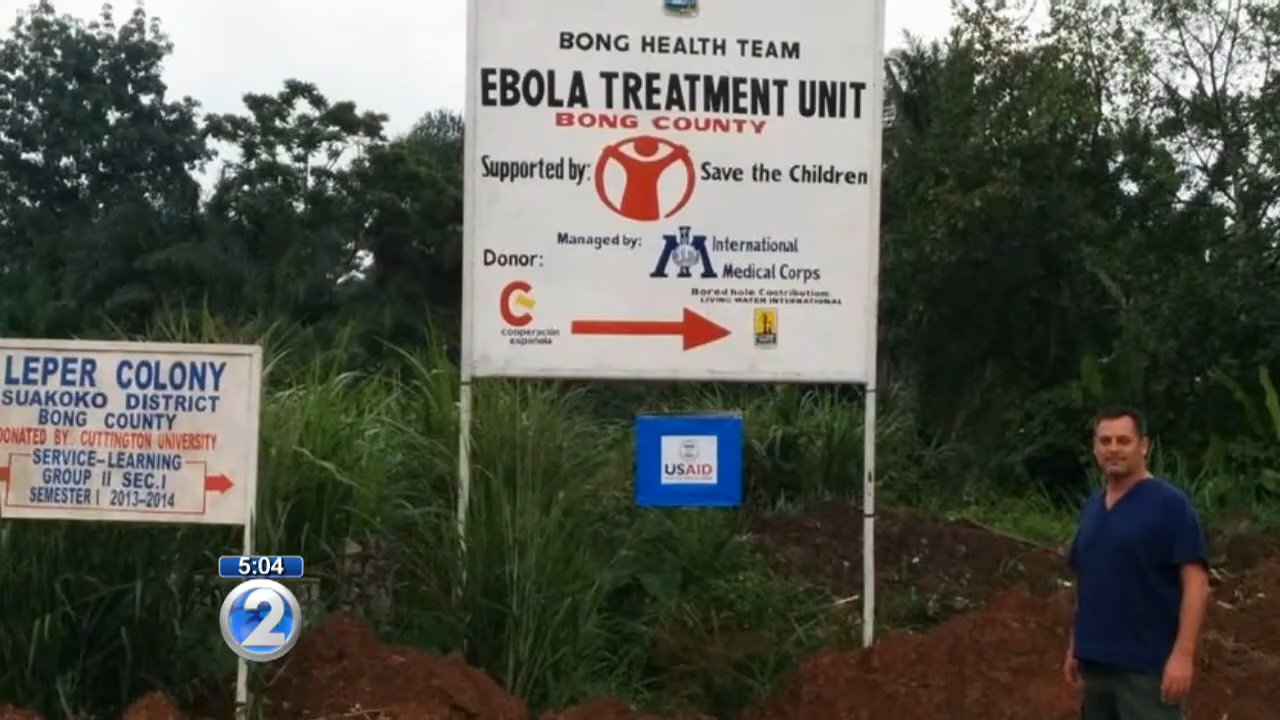 BONG HEALTH TEAM
EBOLA TREATMENT UNIT
BONG COUNTY
Supported by:
Save the Children
Managed by:
International
Medical Corps
Donor:
cooperación
española
Bored hole Contribution:
LIVING WATER INTERNATIONAL
USAID
LEPER COLONY
SUAKOKO DISTRICT
BONG COUNTY
DONATED BY: CUTTINGTON UNIVERSITY
SERVICE-LEARNING
GROUP II SEC.I
SEMESTER I 2013-2014
5:04
2